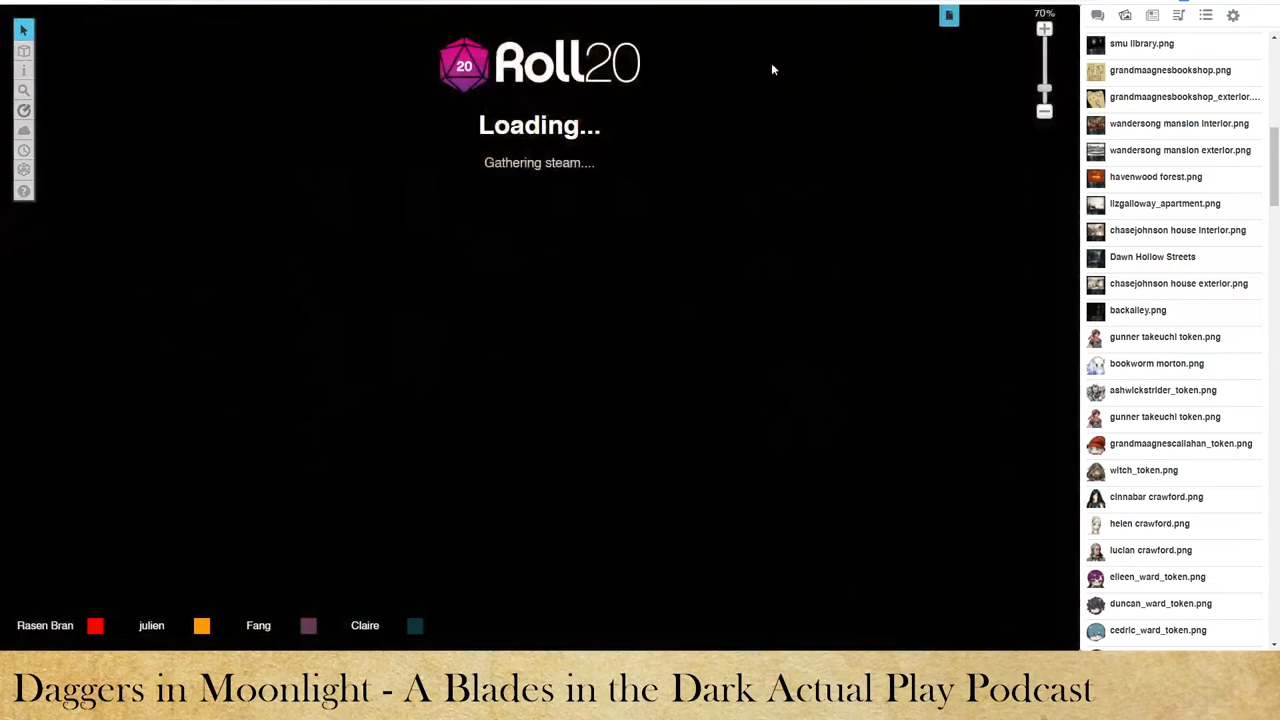 70%
20
Roll20
Loading...
Gathering steam....
smu library.png
grandmaagnesbookshop.png
grandmaagnesbookshop_exterior....
wandersong mansion interior.png
wandersong mansion exterior.png
havenwood forest.png
lizgalloway_apartment.png
chasejohnson house interior.png
Dawn Hollow Streets
chasejohnson house exterior.png
backalley.png
gunner takeuchi token.png
bookworm morton.png
ashwickstrider_token.png
gunner takeuchi token.png
grandmaagnescallahan_token.png
witch_token.png
cinnabar crawford.png
helen crawford.png
lucian crawford.png
eileen_ward_token.png
duncan_ward_token.png
cedric_ward_token.png
Rasen Bran
julien
Fang
Claire
Daggers in Moonlight - A Blades in the Dark Actual Play Podcast